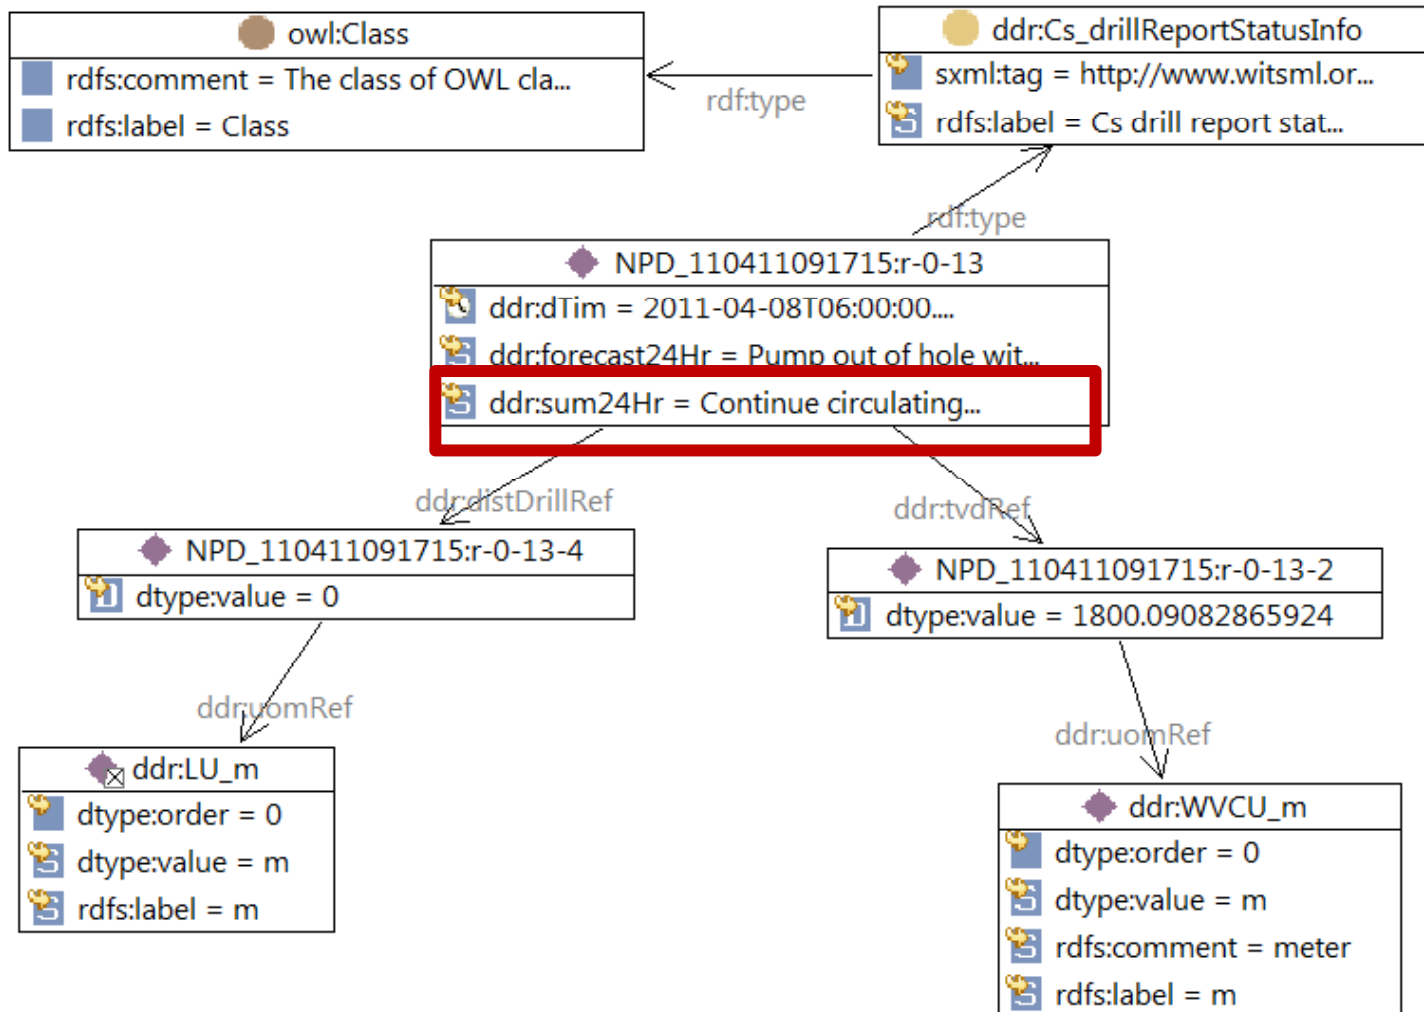 owl:Class
rdfs:comment = The class of OWL cla...
rdfs:label = Class
rdf:type
ddr:Cs_drillReportStatusInfo
sxml:tag = http://www.witsml.or...
rdfs:label = Cs drill report stat...
rdf:type
NPD_110411091715:r-0-13
ddr:dTim = 2011-04-08T06:00:00....
ddr:forecast24Hr = Pump out of hole wit...
ddr:sum24Hr = Continue circulating...
ddr:distDrillRef
ddr:tvdRef
NPD_110411091715:r-0-13-4
dtype:value = 0
NPD_110411091715:r-0-13-2
dtype:value = 1800.09082865924
ddr:uomRef
ddr:uomRef
ddr:LU_m
dtype:order = 0
dtype:value = m
rdfs:label = m
ddr:WVCU_m
dtype:order = 0
dtype:value = m
rdfs:comment = meter
rdfs:label = m